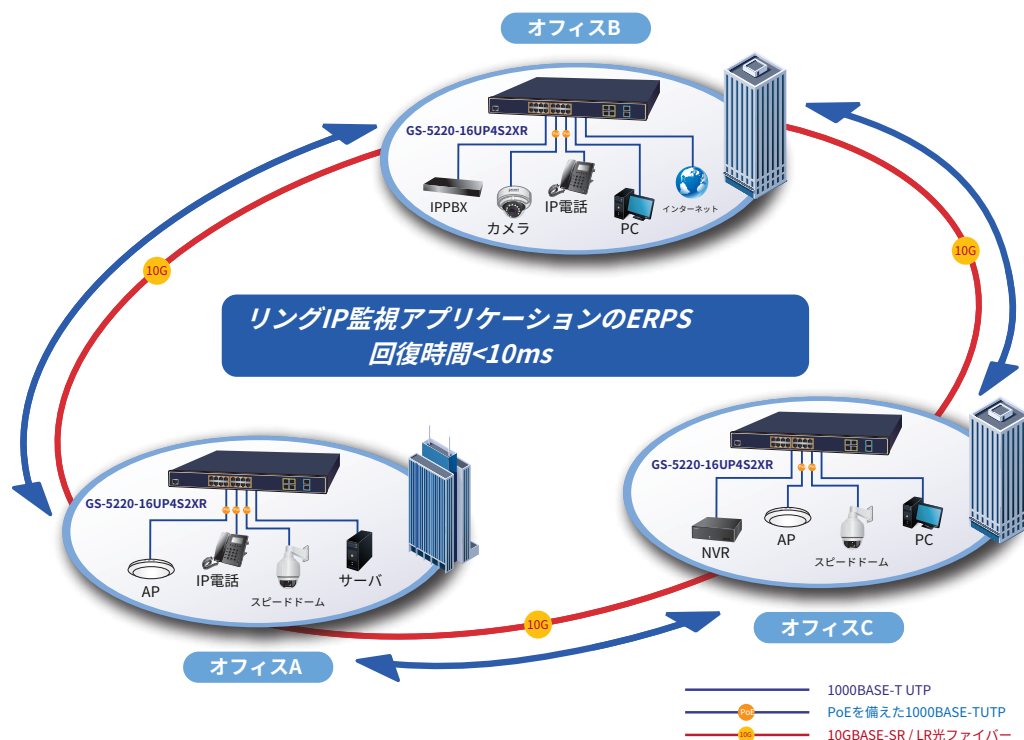 オフィスB
GS-5220-16UP4S2XR
IPPBX
カメラ
IP電話
PC
インターネット
10G
10G
リングIP監視アプリケーションのERPS
回復時間<10ms
GS-5220-16UP4S2XR
AP
IP電話
スピードドーム
サーバ
GS-5220-16UP4S2XR
NVR
AP
スピードドーム
PC
10G
オフィスA
オフィスC
1000BASE-T UTP
PoE
PoEを備えた1000BASE-TUTP
10G
10GBASE-SR / LR光ファイバー